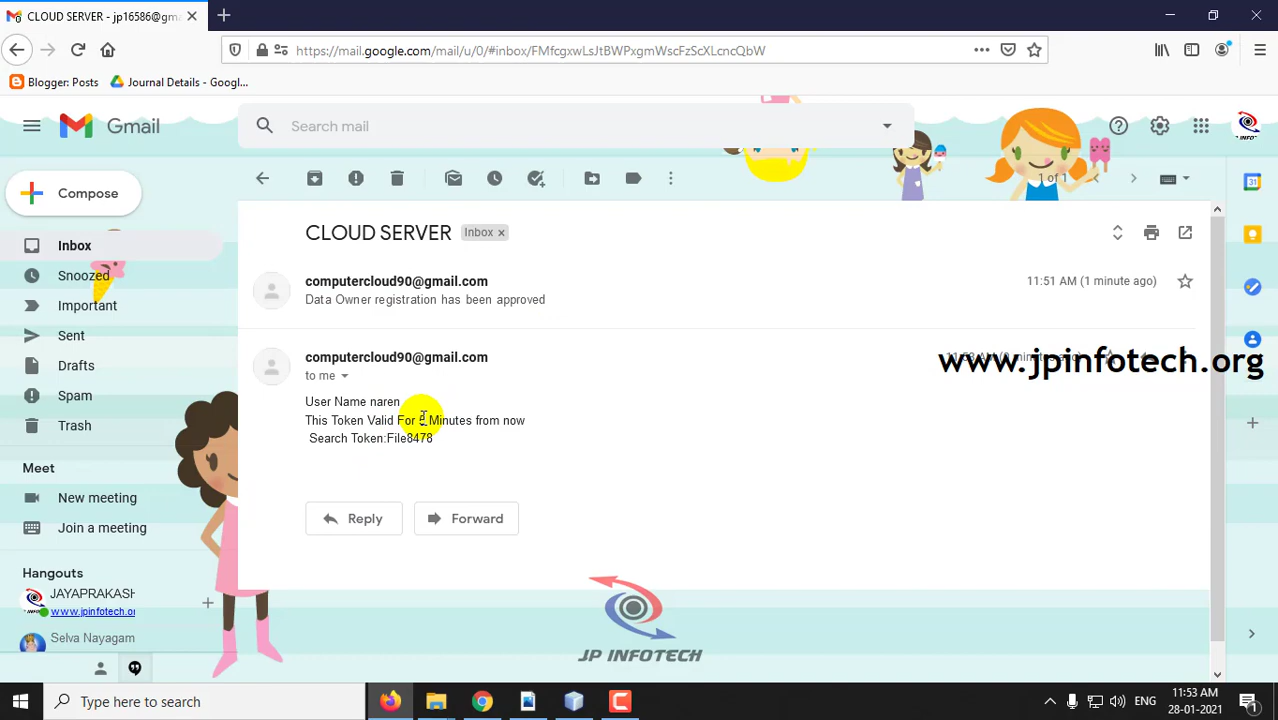 CLOUD SERVER - jp16586@gma
https://mail.google.com/mail/u/0/#inbox/FMfcgxwLsJtBWPxgmWscFzScXLcncQbW
Blogger: Posts
Journal Details - Googl...
Gmail
Search mail
Compose
1 of 1
Inbox
Snoozed
Important
Sent
Drafts
Spam
Trash
Meet
New meeting
Join a meeting
Hangouts
JAYAPRAKASH
www.jpinfotech.or
Selva Nayagam
CLOUD SERVER
Inbox x
computercloud90@gmail.com
11:51 AM (1 minute ago)
Data Owner registration has been approved
computercloud90@gmail.com
www.jpinfotech.org
to me
User Name naren
This Token Valid For Minutes from now
Search Token:File8478
Reply
Forward
JP INFOTECH
Type here to search
ENG
11:53 AM
28-01-2021